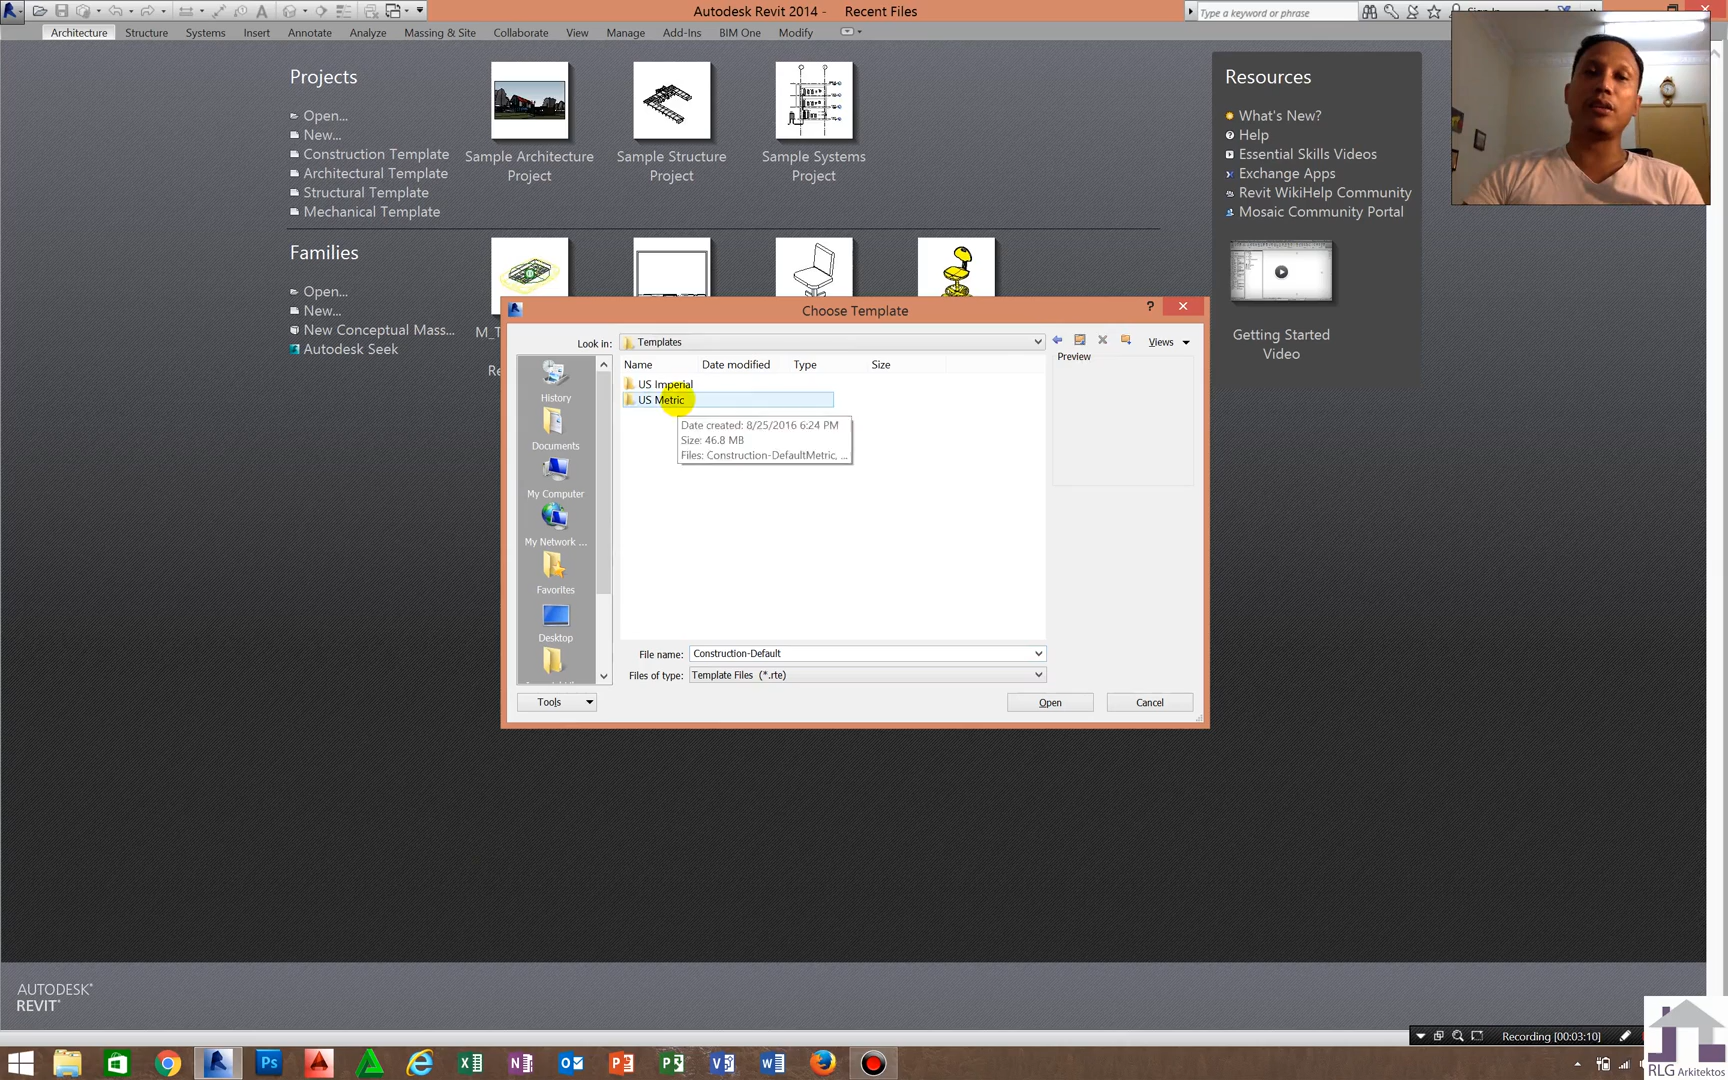 Autodesk Revit 2014 - Recent Files
Type a keyword or phrase
Architecture Structure Systems Insert Annotate Analyze Massing & Site Collaborate View Manage Add-Ins BIM One Modify
Projects
Open...
New...
Construction Template
Architectural Template
Structural Template
Mechanical Template
Sample Architecture
Project
Sample Structure
Project
Sample Systems
Project
Families
Open...
New...
New Conceptual Mass...
Autodesk Seek
Resources
What's New?
Help
Essential Skills Videos
Exchange Apps
Revit WikiHelp Community
Mosaic Community Portal
Getting Started
Video
Choose Template
Look in:
Templates
Views
Name Date modified Type Size
Preview
US Imperial
US Metric
Date created: 8/25/2016 6:24 PM
Size: 46.8 MB
Files: Construction-DefaultMetric, ...
History
Documents
My Computer
My Network ...
Favorites
Desktop
File name:
Construction-Default
Files of type:
Template Files (*.rte)
Tools
Open
Cancel
AUTODESK®
REVIT®
Recording [00:03:10]
RLG Arkitektos